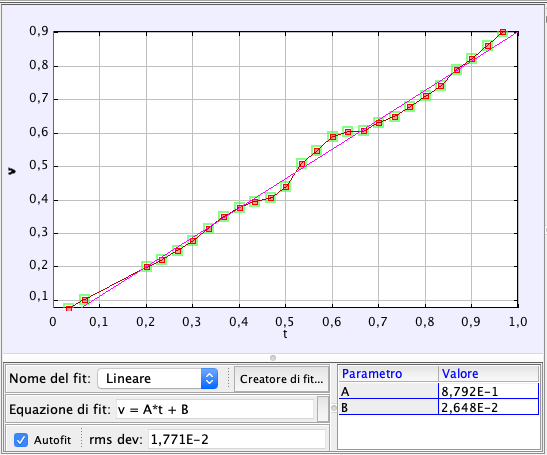 0,9
0,8
0,7
0,6
0,5
v
0,4
0,3
0,2
0,1
0 0,1 0,2 0,3 0,4 0,5 0,6 0,7 0,8 0,9 1,0
t
Nome del fit: Lineare Creatore di fit...
Equazione di fit: v = A*t + B
Autofit rms dev: 1,771E-2
Parametro Valore
A 8,792E-1
B 2,648E-2